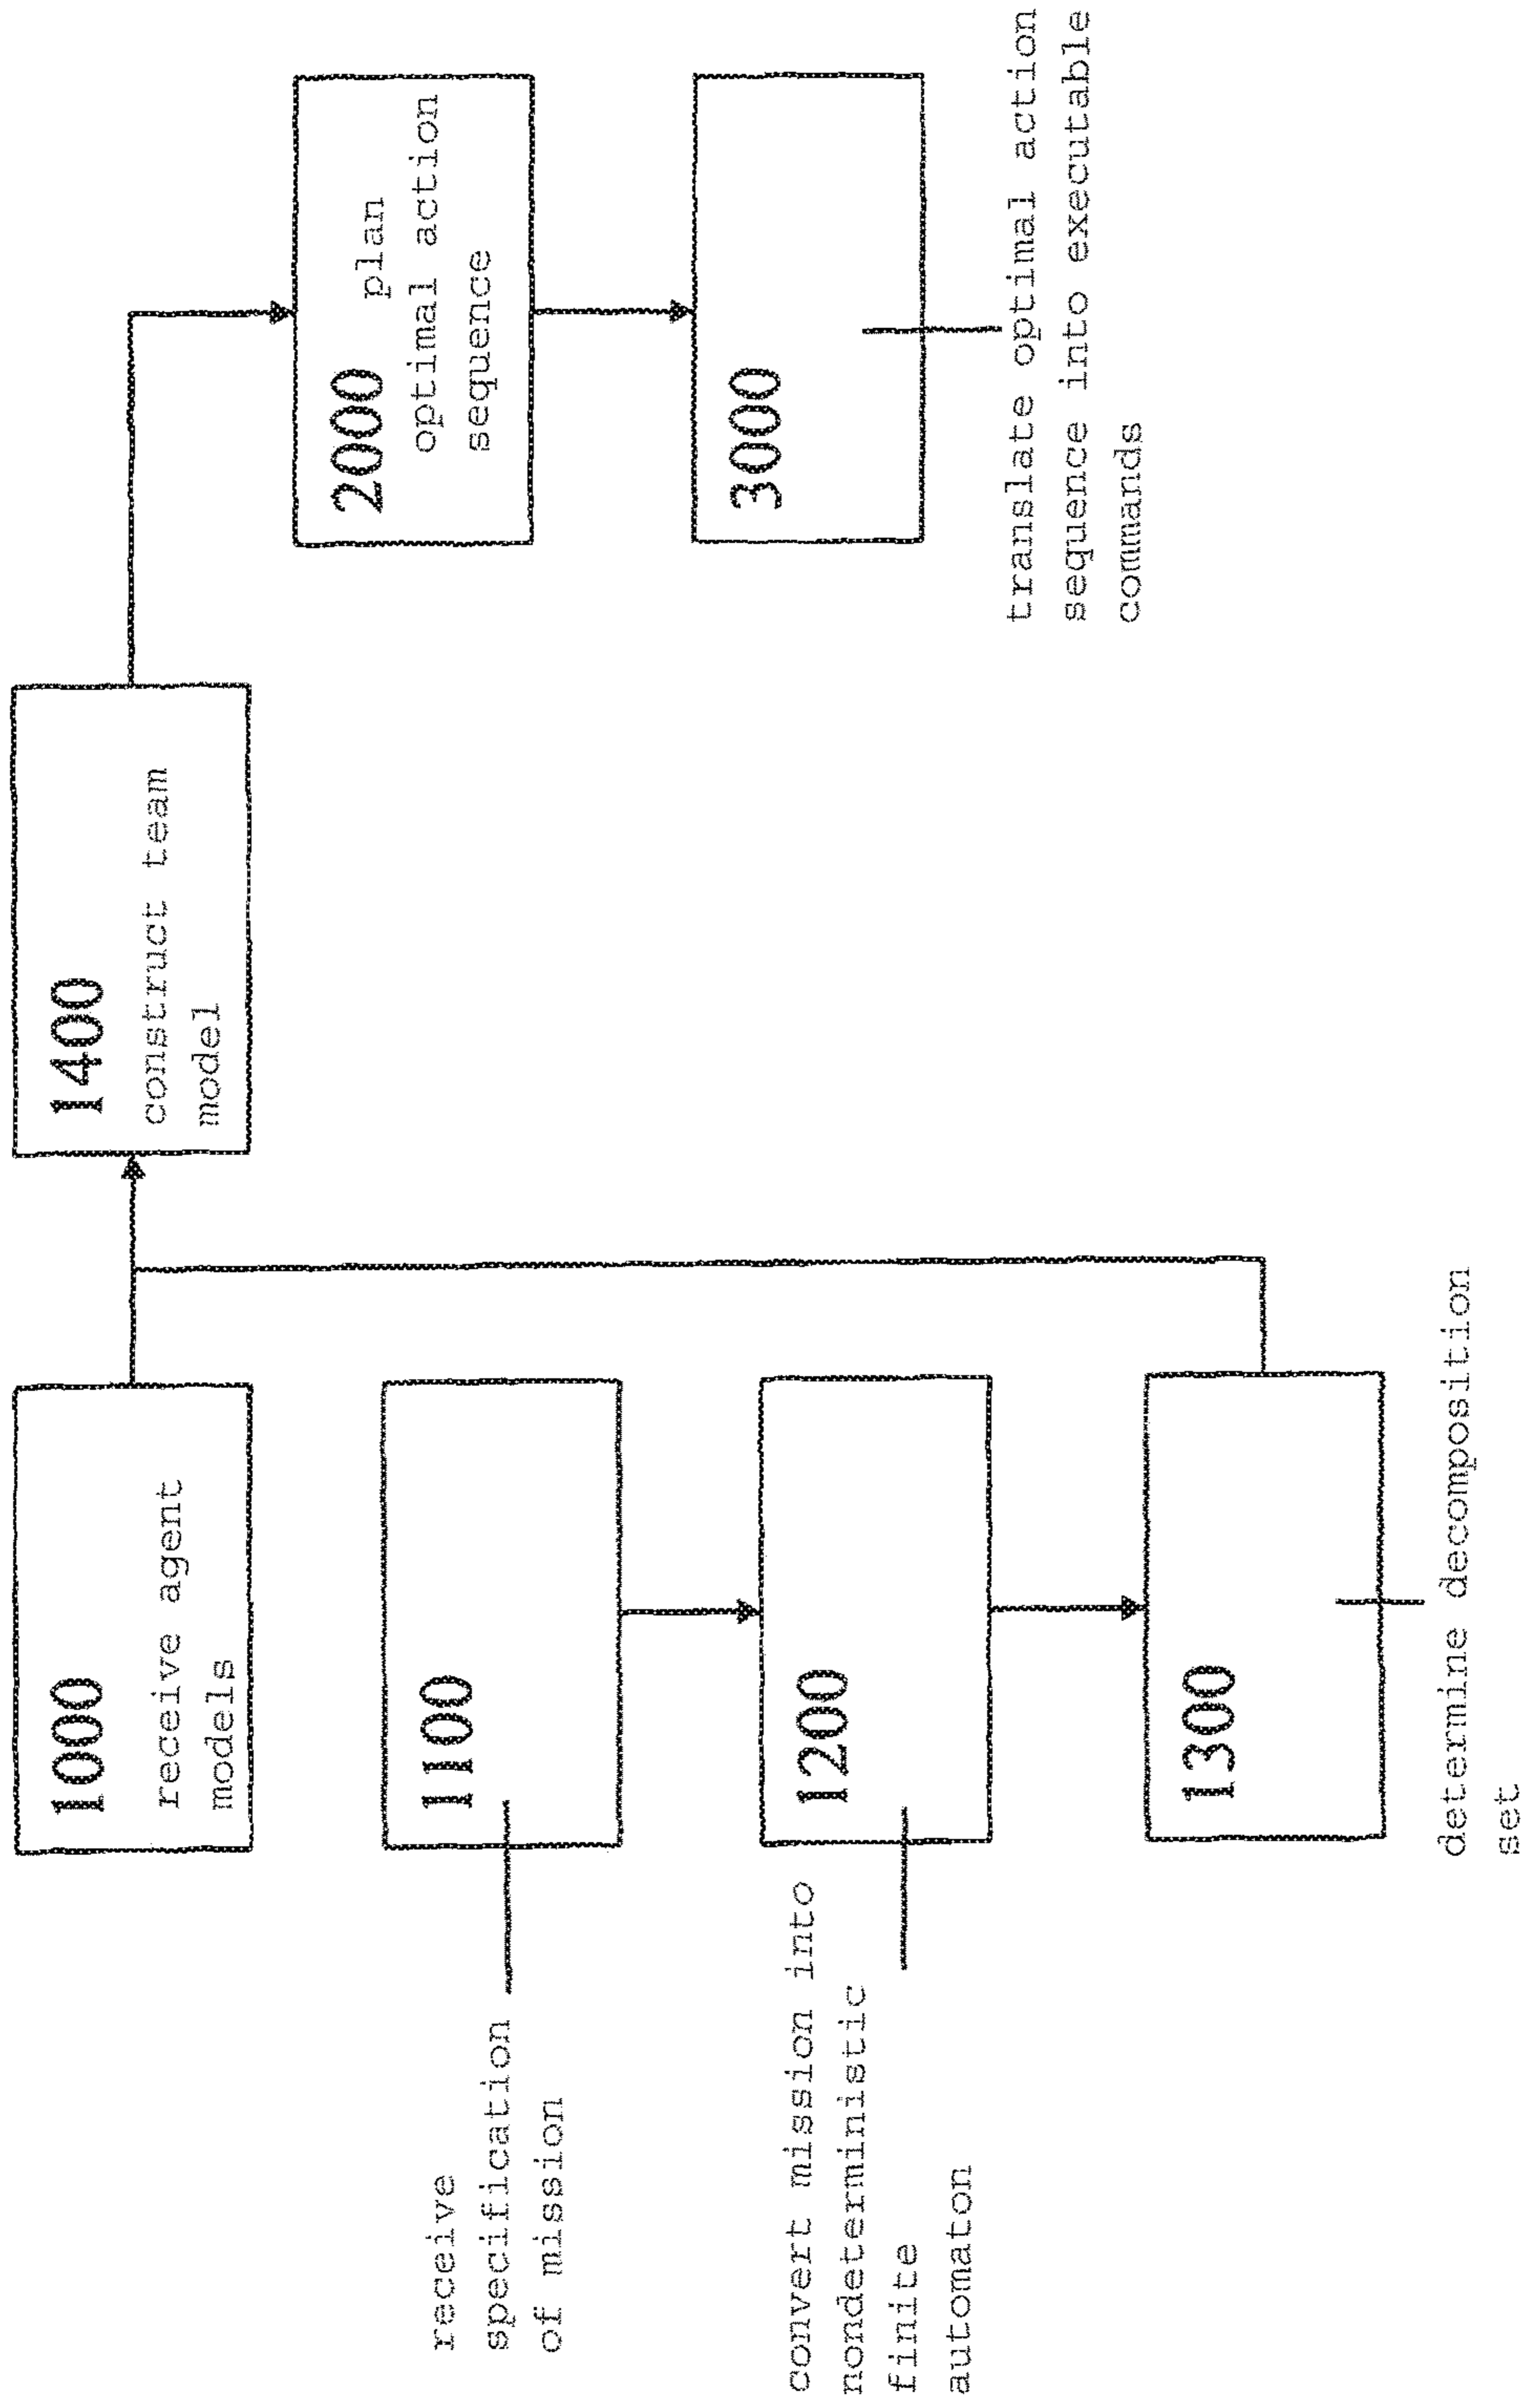 1000
receive agent
models
receive
specification
of mission
1100
convert mission into
nondeterministic
finite
automaton
1200
1300
determine decomposition
set
1400
construct team
model
2000 plan
optimal action
sequence
3000
translate optimal action
sequence into executable
commands